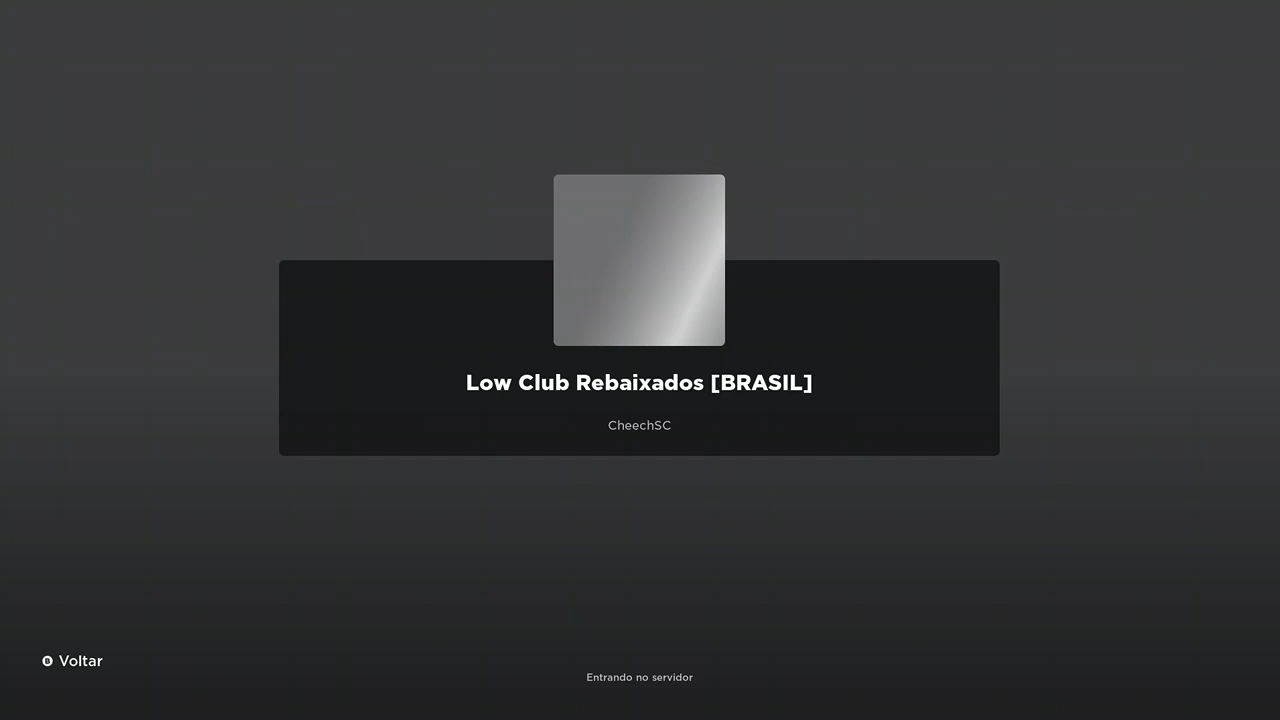 Low Club Rebaixados [BRASIL]
CheechSC
B Voltar
Entrando no servidor